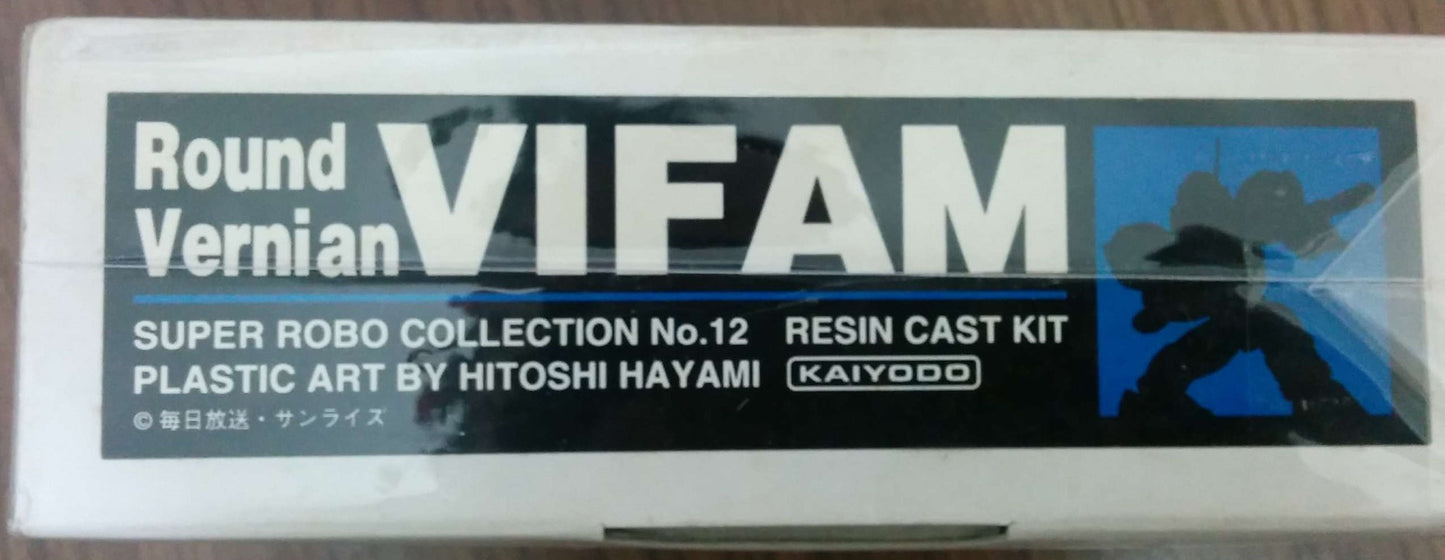 Round
Vernian
VIFAM
SUPER ROBO COLLECTION No.12 RESIN CAST KIT
PLASTIC ART BY HITOSHI HAYAMI KAIYODO
© 毎日放送・サンライズ